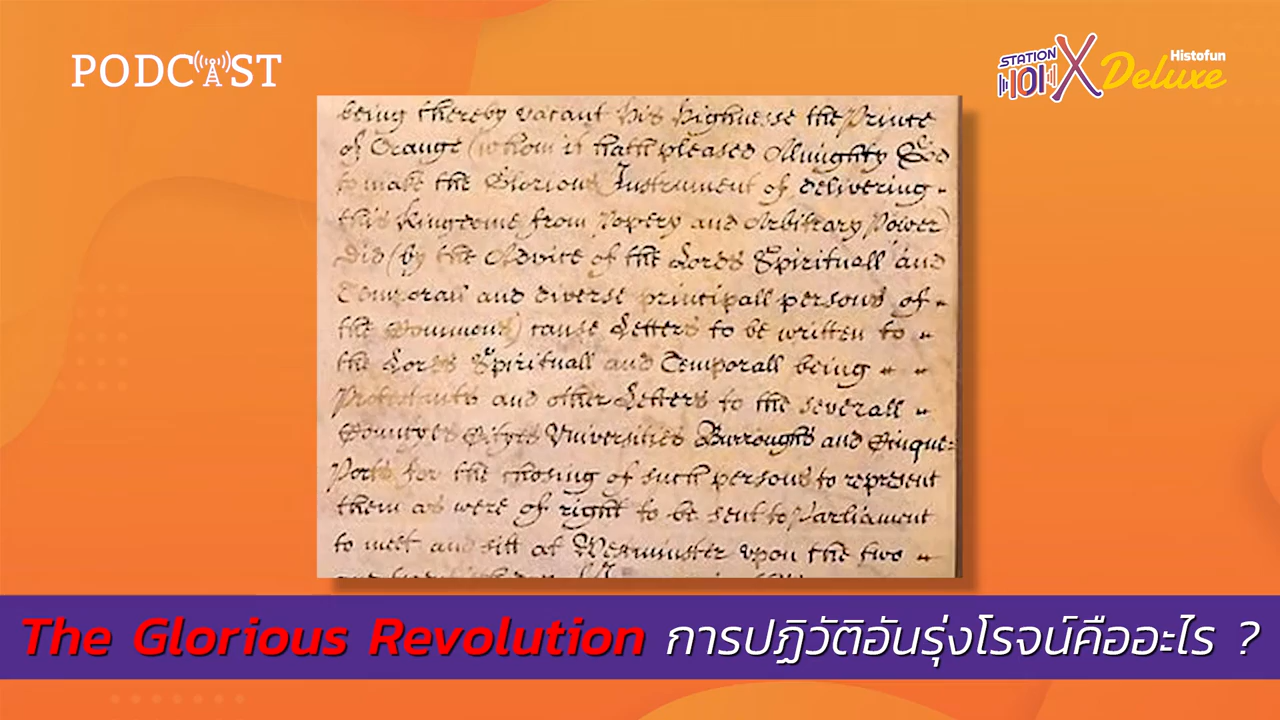 PODCAST
STATION
101 X
Histofun
Deluxe
being thereby vacant His Highnesse the Prince
of Orange (whom it hath pleased Almighty God
to make the Glorious Instrument of delivering
this Kingdome from Popery and Arbitrary Power)
did (by the Advice of the Lords Spirituall and
Temporall and diverse principall persons of
the Commons) cause Letters to be written to
the Lords Spirituall and Temporall being
Protestants and other Letters to the severall
Countyes Cityes Universities Burroughs and Cinque
Ports for the chosing of such persons to represent
them as were of right to be sent to Parliament
to meet and sitt at Westminster upon the two
The Glorious Revolution การปฏิวัติอันรุ่งโรจน์คืออะไร ?